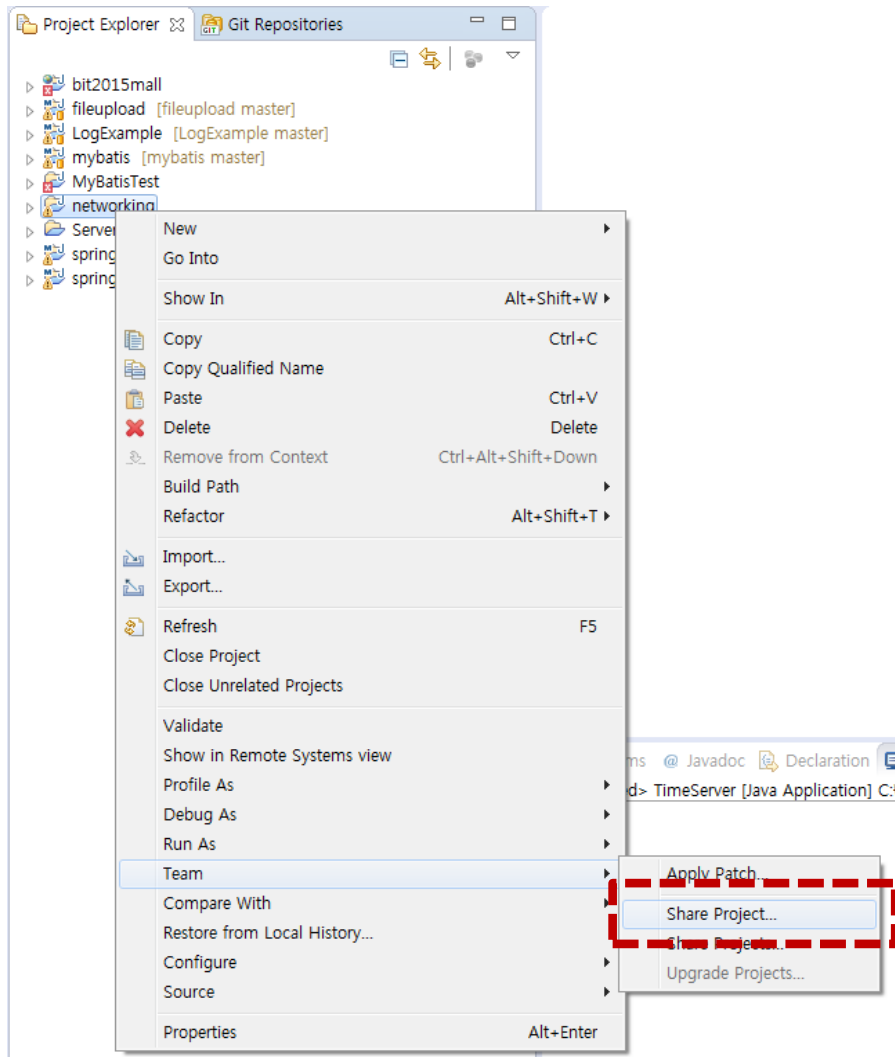 Project Explorer Git Repositories
bit2015mall
fileupload [fileupload master]
LogExample [LogExample master]
mybatis [mybatis master]
MyBatisTest
networking
Server
spring
spring
New
Go Into
Show In Alt+Shift+W
Copy Ctrl+C
Copy Qualified Name
Paste Ctrl+V
Delete Delete
Remove from Context Ctrl+Alt+Shift+Down
Build Path
Refactor Alt+Shift+T
Import...
Export...
Refresh F5
Close Project
Close Unrelated Projects
Validate
Show in Remote Systems view
Profile As
Debug As
Run As
Team
Compare With
Restore from Local History...
Configure
Source
Properties Alt+Enter
ms @ Javadoc Declaration
d> TimeServer [Java Application] C:
Apply Patch...
Share Project...
Share Projects...
Upgrade Projects...